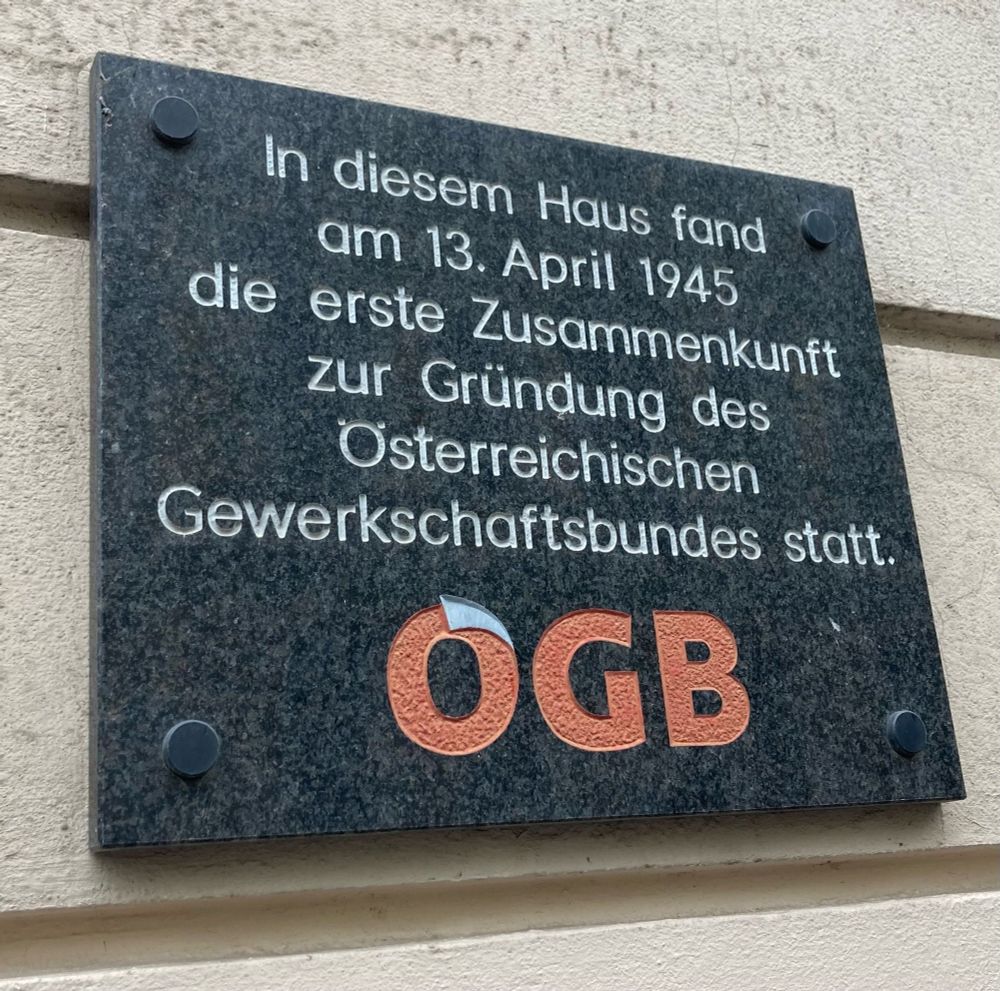 In diesem Haus fand
am 13. April 1945
die erste Zusammenkunft
zur Gründung des
Österreichischen
Gewerkschaftsbundes statt.
ÖGB